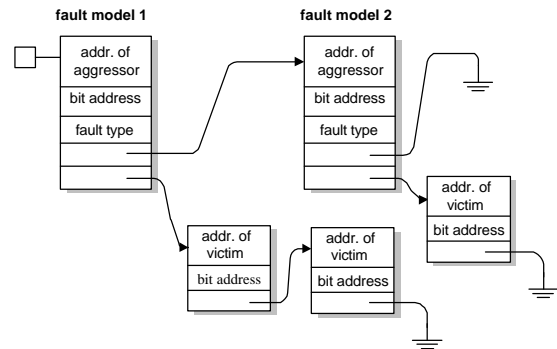 fault model 1
addr. of
aggressor
bit address
fault type
fault model 2
addr. of
aggressor
bit address
fault type
addr. of
victim
bit address
addr. of
victim
bit address
addr. of
victim
bit address